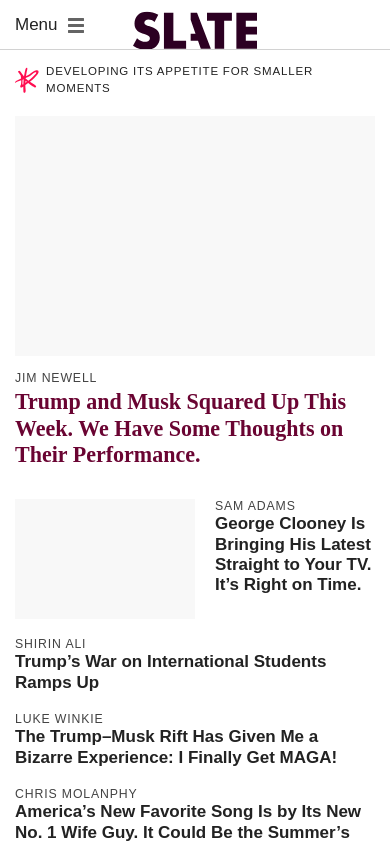 Menu
SLATE
DEVELOPING ITS APPETITE FOR SMALLER
MOMENTS
JIM NEWELL
Trump and Musk Squared Up This
Week. We Have Some Thoughts on
Their Performance.
SAM ADAMS
George Clooney Is
Bringing His Latest
Straight to Your TV.
It’s Right on Time.
SHIRIN ALI
Trump’s War on International Students
Ramps Up
LUKE WINKIE
The Trump–Musk Rift Has Given Me a
Bizarre Experience: I Finally Get MAGA!
CHRIS MOLANPHY
America’s New Favorite Song Is by Its New
No. 1 Wife Guy. It Could Be the Summer’s